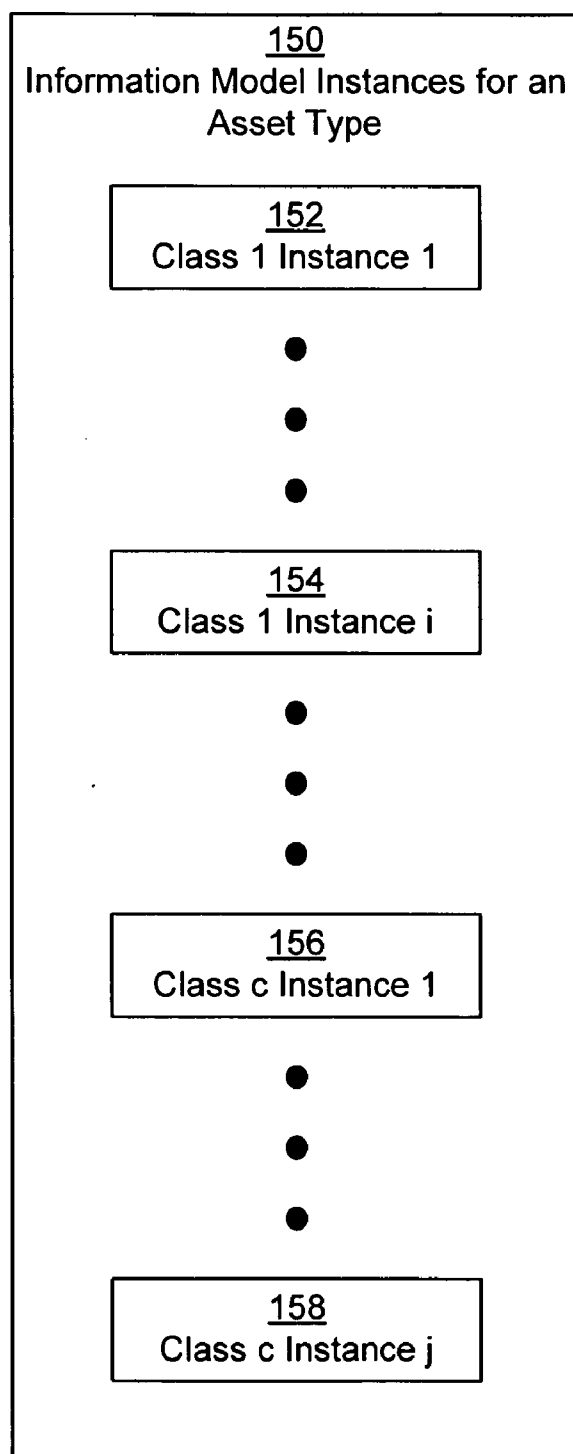 150
Information Model Instances for an
Asset Type
152
Class 1 Instance 1
154
Class 1 Instance i
156
Class c Instance 1
158
Class c Instance j